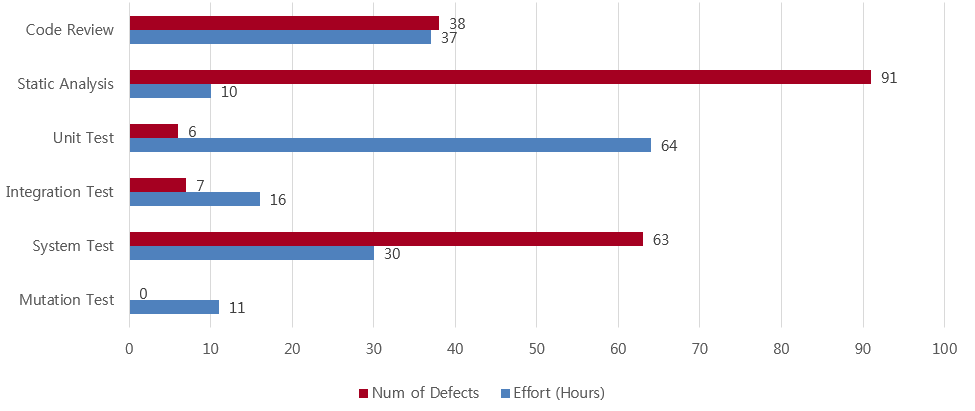 Code Review
38
37
Static Analysis
91
10
Unit Test
6
64
Integration Test
7
16
System Test
63
30
Mutation Test
0
11
0 10 20 30 40 50 60 70 80 90 100
Num of Defects Effort (Hours)